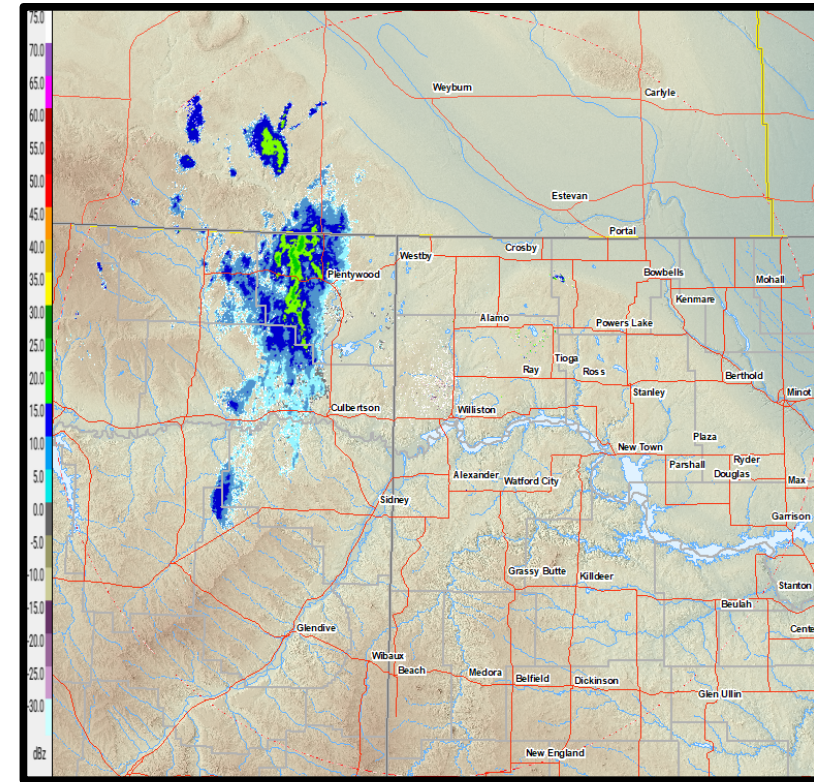 75.0
70.0
65.0
60.0
55.0
50.0
45.0
40.0
35.0
30.0
25.0
20.0
15.0
10.0
5.0
0.0
-5.0
-10.0
-15.0
-20.0
-25.0
-30.0
dBz
Weyburn
Carlyle
Estevan
Portal
Crosby
Westby
Bowbells
Mohall
Plentywood
Kenmare
Alamo
Powers Lake
Tioga
Ray
Ross
Berthold
Stanley
Minot
Culbertson
Williston
Plaza
New Town
Ryder
Parshall
Douglas
Alexander
Watford City
Max
Sidney
Garrison
Grassy Butte
Killdeer
Stanton
Beulah
Glendive
Cente
Wibaux
Beach
Medora
Belfield
Dickinson
Glen Ullin
New England